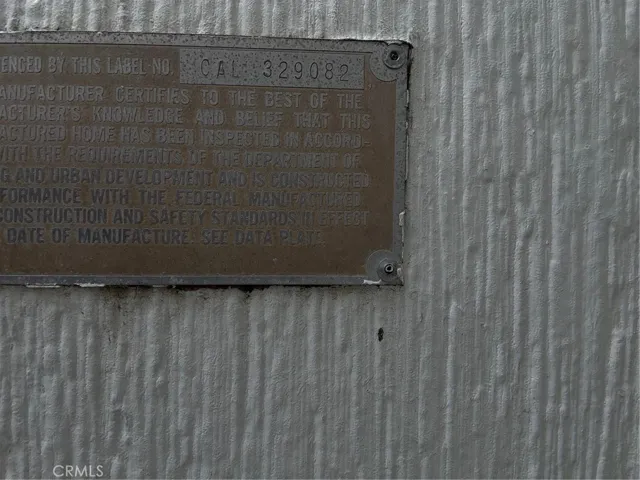 ENCED BY THIS LABEL NO. CAL 329082
ANUFACTURER CERTIFIES TO THE BEST OF THE
ACTURER'S KNOWLEDGE AND BELIEF THAT THIS
ACTURED HOME HAS BEEN INSPECTED IN ACCORD-
WITH THE REQUIREMENTS OF THE DEPARTMENT OF
G AND URBAN DEVELOPMENT AND IS CONSTRUCTED
FORMANCE WITH THE FEDERAL MANUFACTURED
CONSTRUCTION AND SAFETY STANDARDS IN EFFECT
DATE OF MANUFACTURE. SEE DATA PLATE.
CRMLS